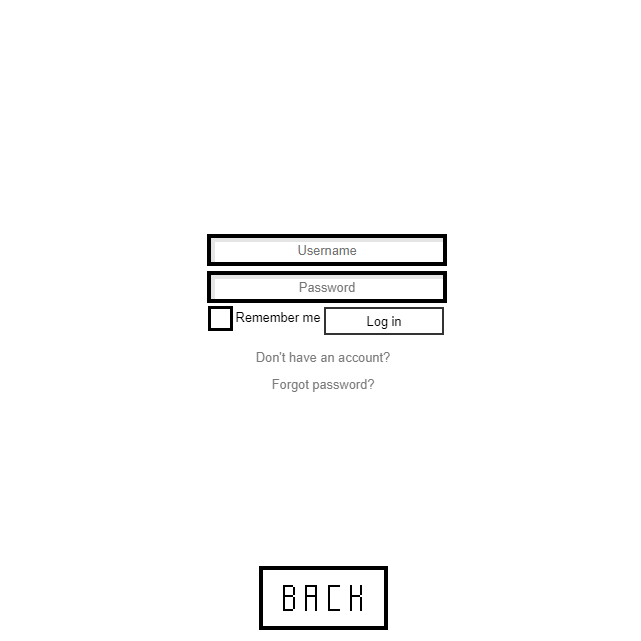 Username
Password
Remember me Log in
Don't have an account?
Forgot password?
BACK